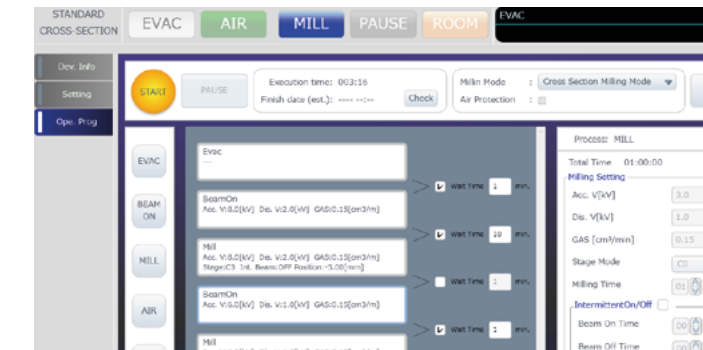 STANDARD
CROSS-SECTION
EVAC
AIR
MILL
PAUSE
ROOM
EVAC
Dev. Info
Setting
Ope. Prog
START
PAUSE
Execution time: 003:16
Finish date (est.): ---- --:--
Check
Millin Mode : Cross Section Milling Mode
Air Protection :
EVAC
BEAM
ON
MILL
AIR
Evac
---
Wait Time 1 min.
BeamOn
Acc. V:8.0[kV] Dis. V:2.0[kV] GAS:0.15[cm3/m]
Wait Time 10 min.
Mill
Acc. V:8.0[kV] Dis. V:2.0[kV] GAS:0.15[cm3/m]
Stage:C3 Int. Beam:OFF Position:-5.00[mm]
Wait Time 1 min.
BeamOn
Acc. V:6.0[kV] Dis. V:1.0[kV] GAS:0.15[cm3/m]
Wait Time 1 min.
Mill
Process: MILL
Total Time 01:00:00
Milling Setting
Acc. V[kV] 3.0
Dis. V[kV] 1.0
GAS [cm³/min] 0.15
Stage Mode C0
Milling Time 01
IntermittentOn/Off
Beam On Time 00
Beam Off Time 00